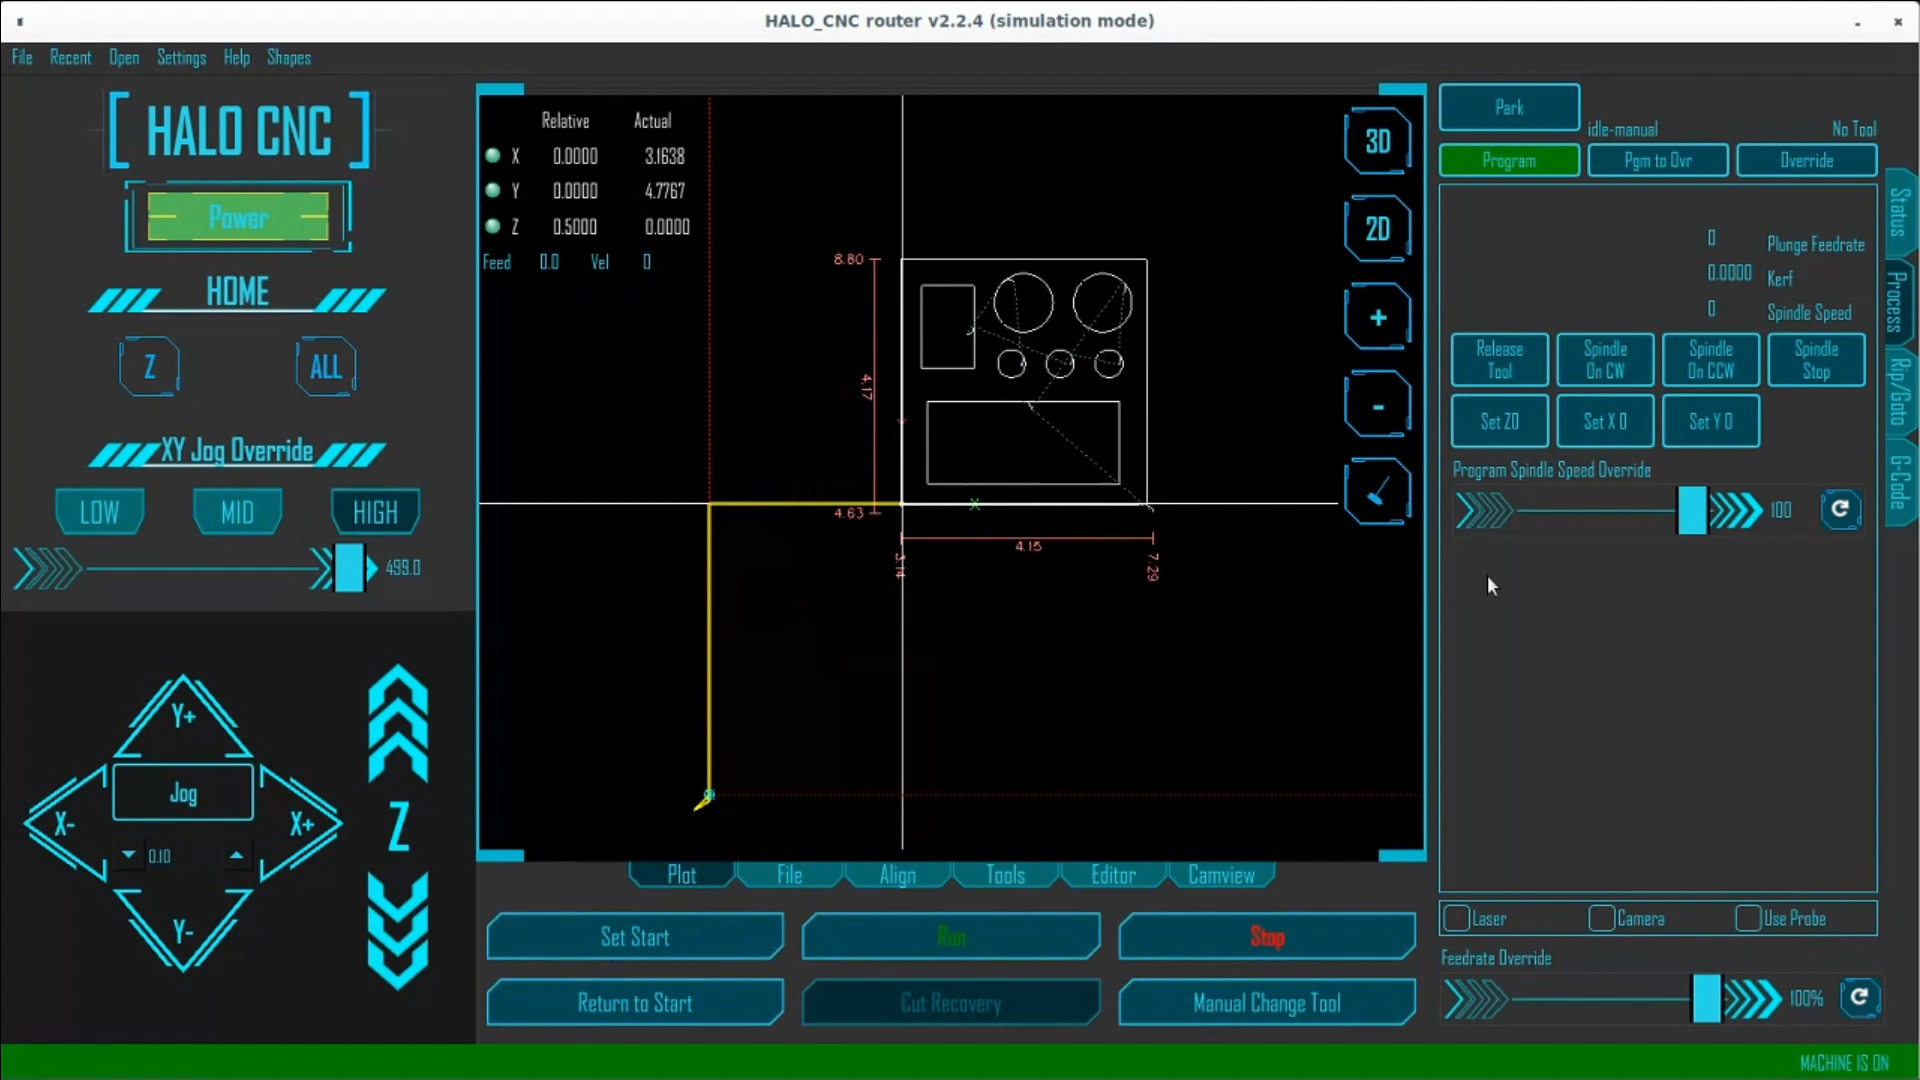 HALO_CNC router v2.2.4 (simulation mode)
File Recent Open Settings Help Shapes
HALO CNC
Power
HOME
Z ALL
XY Jog Override
LOW MID HIGH
499.0
Y+
X- Jog X+
0.10
Y-
Z
Relative Actual
X 0.0000 3.1638
Y 0.0000 4.7767
Z 0.5000 0.0000
Feed 0.0 Vel 0
8.80
4.17
4.63
3.14
4.15
7.29
3D
2D
+
-
Plot File Align Tools Editor Camview
Set Start Run Stop
Return to Start Cut Recovery Manual Change Tool
Park
idle-manual No Tool
Program Pgm to Ovr Override
0 Plunge Feedrate
0.0000 Kerf
0 Spindle Speed
Release Tool
Spindle On CW
Spindle On CCW
Spindle Stop
Set Z0 Set X 0 Set Y 0
Program Spindle Speed Override
100
Laser Camera Use Probe
Feedrate Override
100%
Status
Process
Rip/Goto
G-Code
MACHINE IS ON